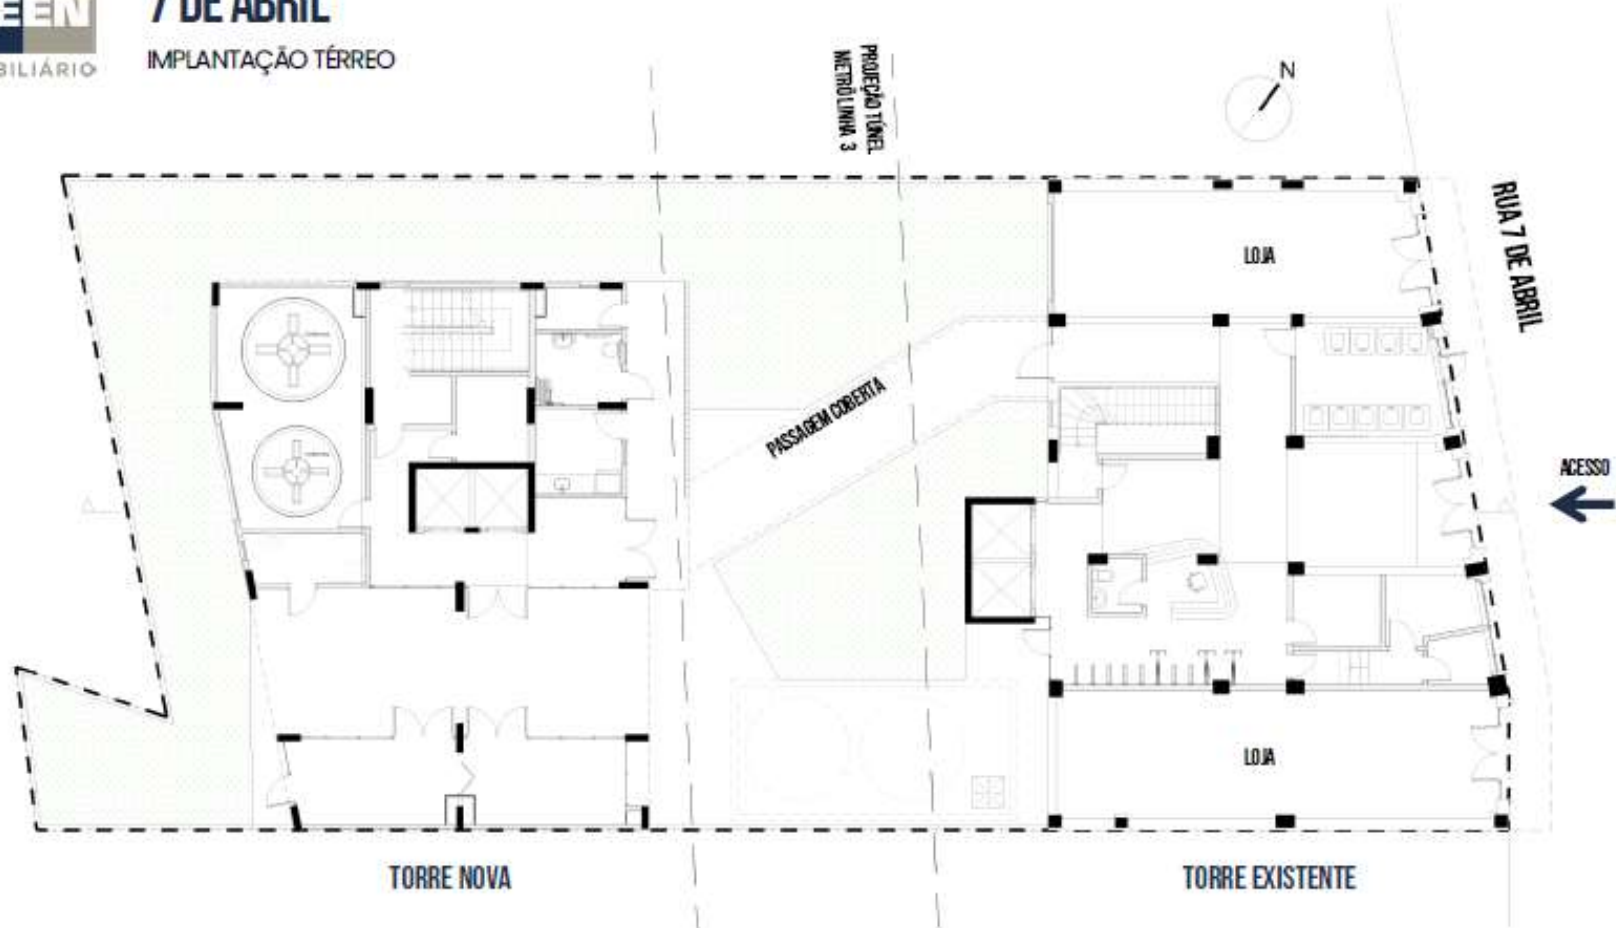 EEN
BILIÁRIO
7 DE ABRIL
IMPLANTAÇÃO TÉRREO
PROJEÇÃO TÚNEL
METRÔ LINHA 3
N
RUA 7 DE ABRIL
LOJA
PASSAGEM COBERTA
ACESSO
LOJA
TORRE NOVA
TORRE EXISTENTE